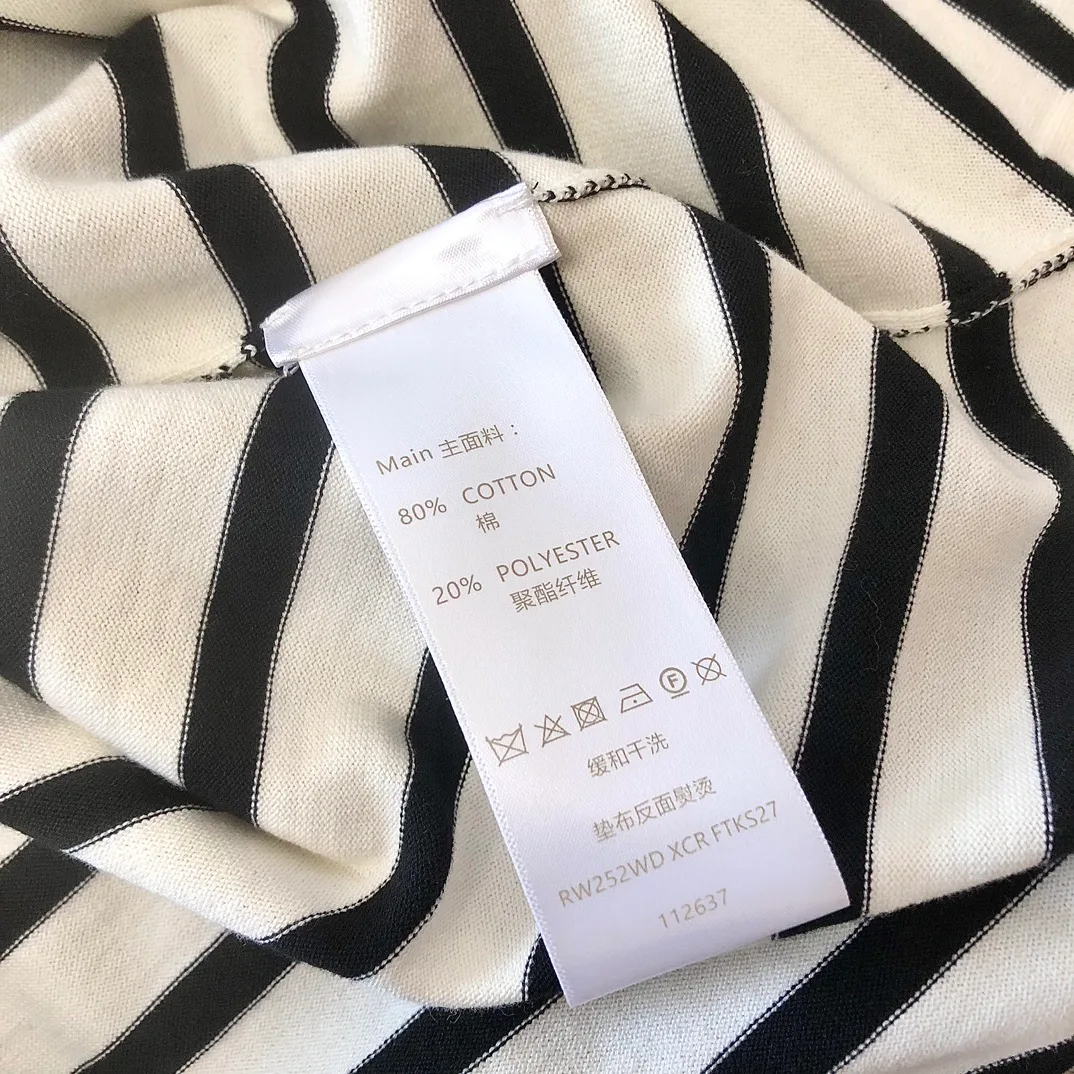 Main 主面料：
80% COTTON
棉
20% POLYESTER
聚酯纤维
F
缓和干洗
垫布反面熨烫
RW252WD XCR FTKS27
112637